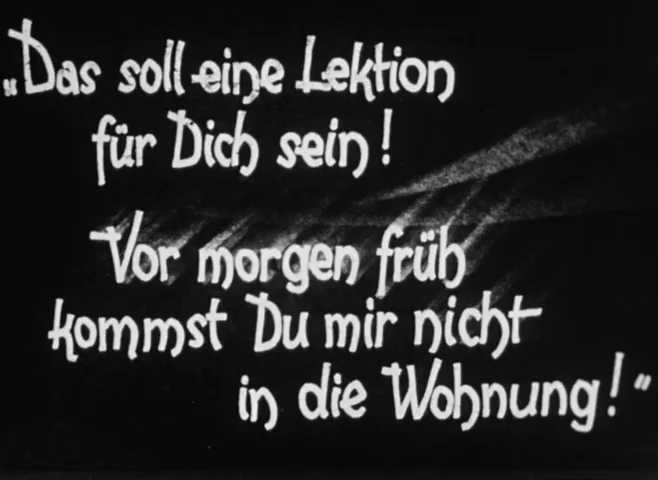 „Das soll eine Lektion
für Dich sein!
Vor morgen früh
kommst Du mir nicht
in die Wohnung!“